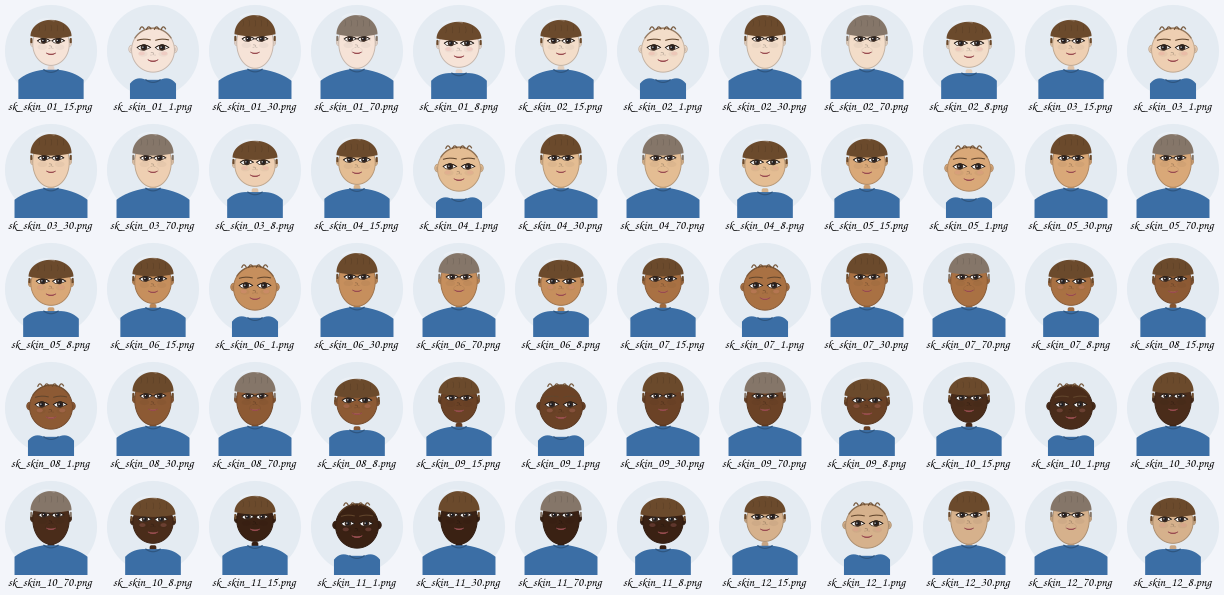 sk_skin_01_15.png sk_skin_01_1.png sk_skin_01_30.png sk_skin_01_70.png sk_skin_01_8.png sk_skin_02_15.png sk_skin_02_1.png sk_skin_02_30.png sk_skin_02_70.png sk_skin_02_8.png sk_skin_03_15.png sk_skin_03_1.png
sk_skin_03_30.png sk_skin_03_70.png sk_skin_03_8.png sk_skin_04_15.png sk_skin_04_1.png sk_skin_04_30.png sk_skin_04_70.png sk_skin_04_8.png sk_skin_05_15.png sk_skin_05_1.png sk_skin_05_30.png sk_skin_05_70.png
sk_skin_05_8.png sk_skin_06_15.png sk_skin_06_1.png sk_skin_06_30.png sk_skin_06_70.png sk_skin_06_8.png sk_skin_07_15.png sk_skin_07_1.png sk_skin_07_30.png sk_skin_07_70.png sk_skin_07_8.png sk_skin_08_15.png
sk_skin_08_1.png sk_skin_08_30.png sk_skin_08_70.png sk_skin_08_8.png sk_skin_09_15.png sk_skin_09_1.png sk_skin_09_30.png sk_skin_09_70.png sk_skin_09_8.png sk_skin_10_15.png sk_skin_10_1.png sk_skin_10_30.png
sk_skin_10_70.png sk_skin_10_8.png sk_skin_11_15.png sk_skin_11_1.png sk_skin_11_30.png sk_skin_11_70.png sk_skin_11_8.png sk_skin_12_15.png sk_skin_12_1.png sk_skin_12_30.png sk_skin_12_70.png sk_skin_12_8.png